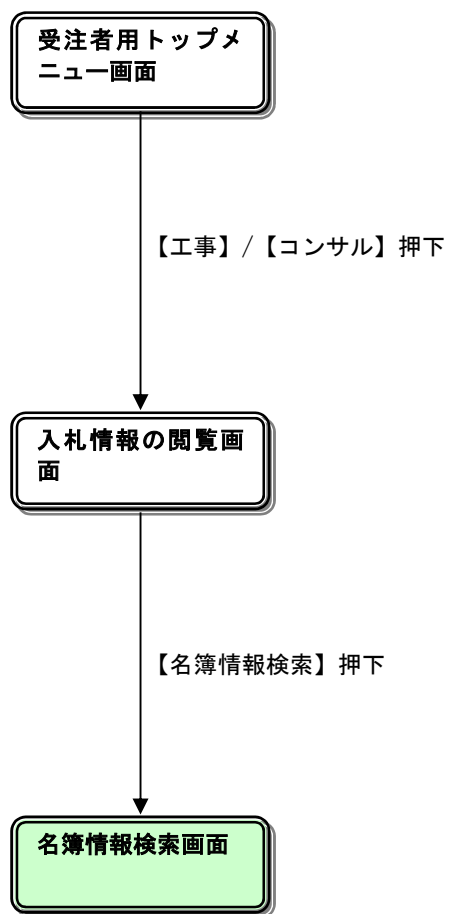 受注者用トップメ
ニュー画面
【工事】/【コンサル】押下
入札情報の閲覧画
面
【名簿情報検索】押下
名簿情報検索画面